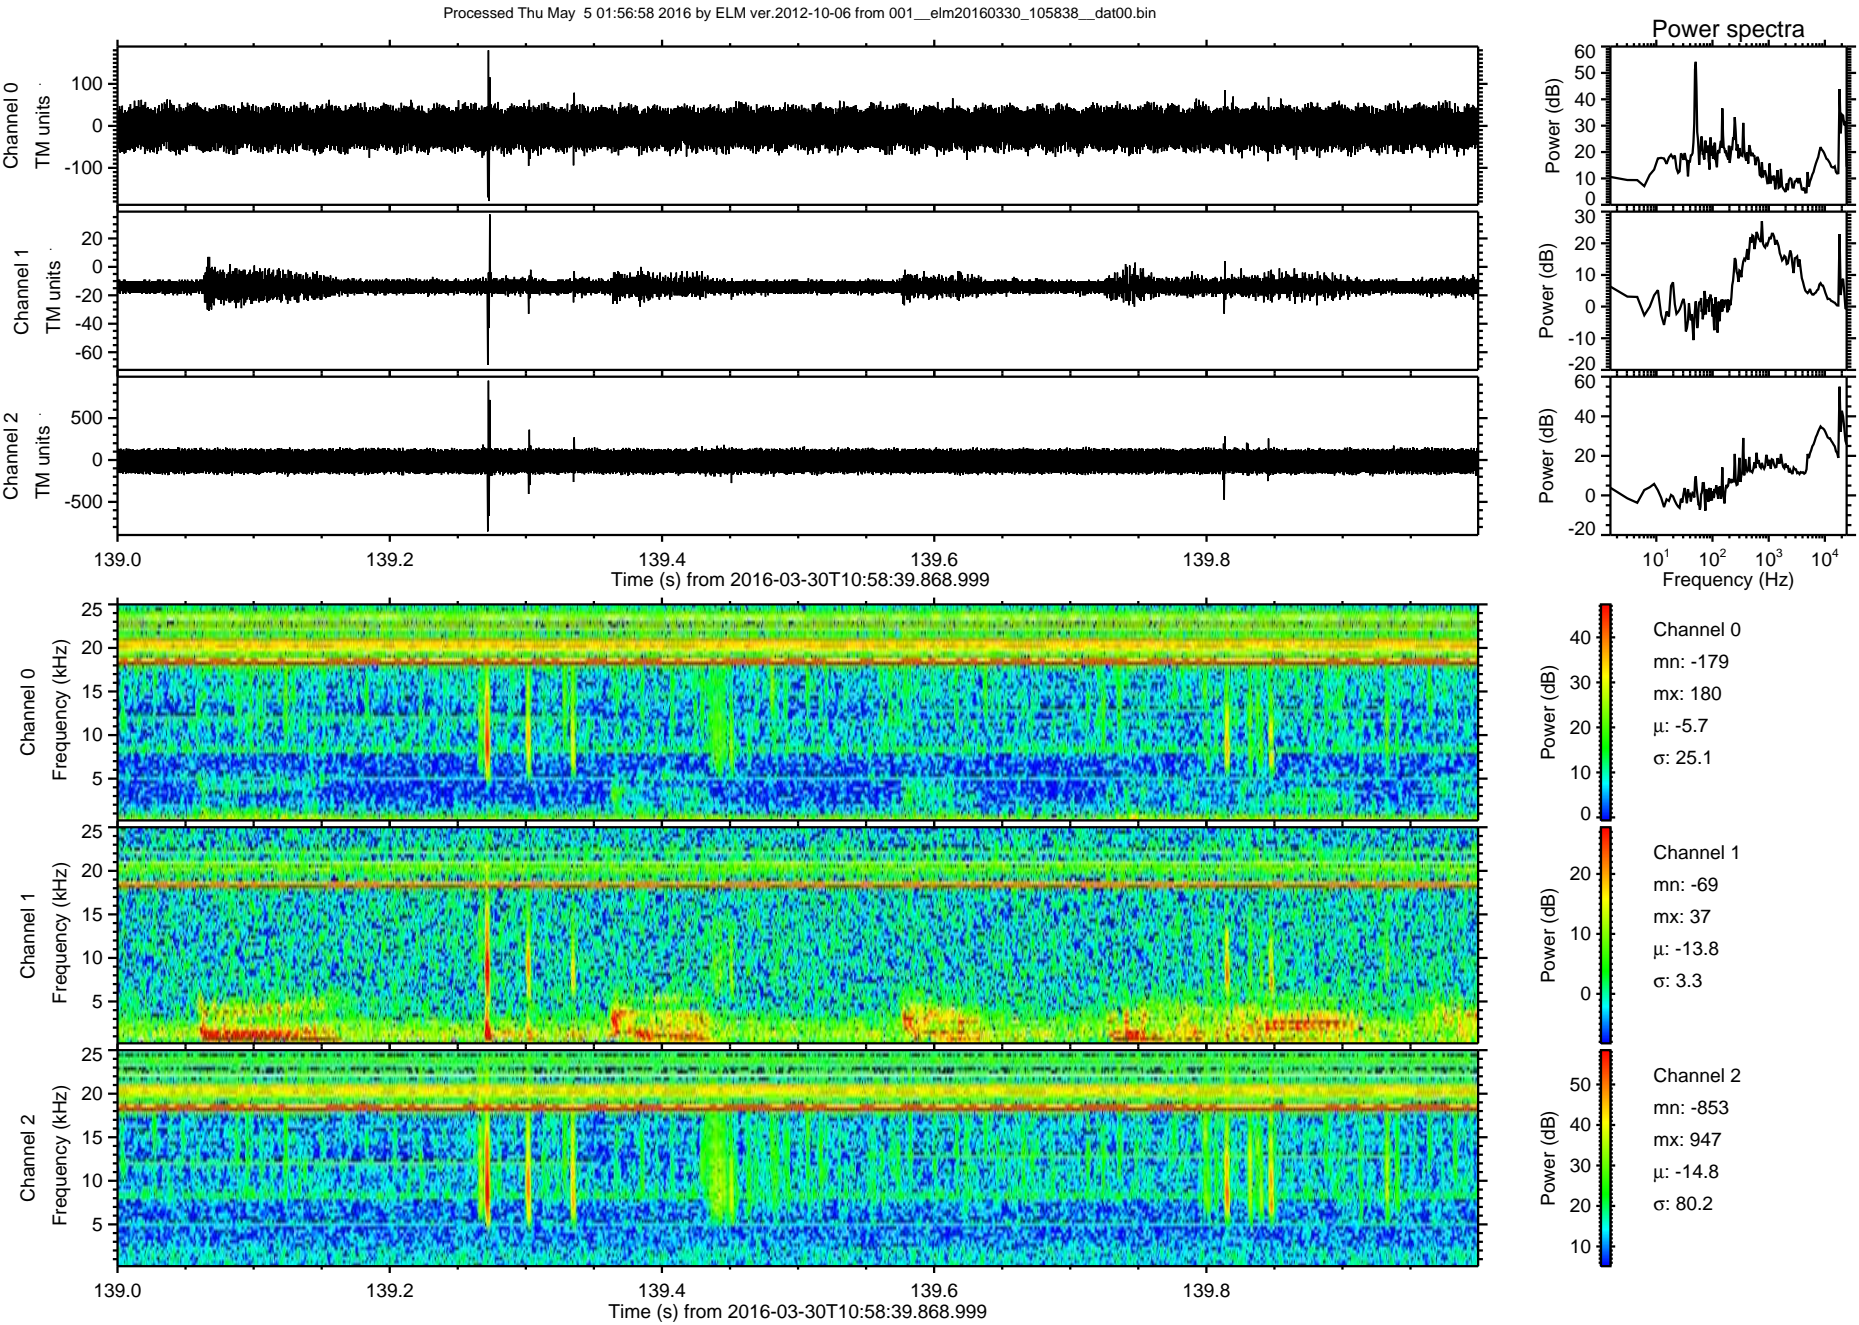 Processed Thu May  5 01:56:58 2016 by ELM ver.2012-10-06 from 001__elm20160330_105838__dat00.bin
Power spectra
Channel 0
TM units
100
0
-100
Power (dB)
60
50
40
30
20
10
0
Channel 1
TM units
20
0
-20
-40
-60
Power (dB)
30
20
10
0
-10
-20
Channel 2
TM units
500
0
-500
Power (dB)
60
40
20
0
-20
139.0 139.2 139.4 139.6 139.8
Time (s) from 2016-03-30T10:58:39.868.999
10^1 10^2 10^3 10^4
Frequency (Hz)
Channel 0
Frequency (kHz)
25
20
15
10
5
Power (dB)
40
30
20
10
0
Channel 0
mn: -179
mx: 180
μ: -5.7
σ: 25.1
Channel 1
Frequency (kHz)
25
20
15
10
5
Power (dB)
20
10
0
Channel 1
mn: -69
mx: 37
μ: -13.8
σ: 3.3
Channel 2
Frequency (kHz)
25
20
15
10
5
Power (dB)
50
40
30
20
10
Channel 2
mn: -853
mx: 947
μ: -14.8
σ: 80.2
139.0 139.2 139.4 139.6 139.8
Time (s) from 2016-03-30T10:58:39.868.999